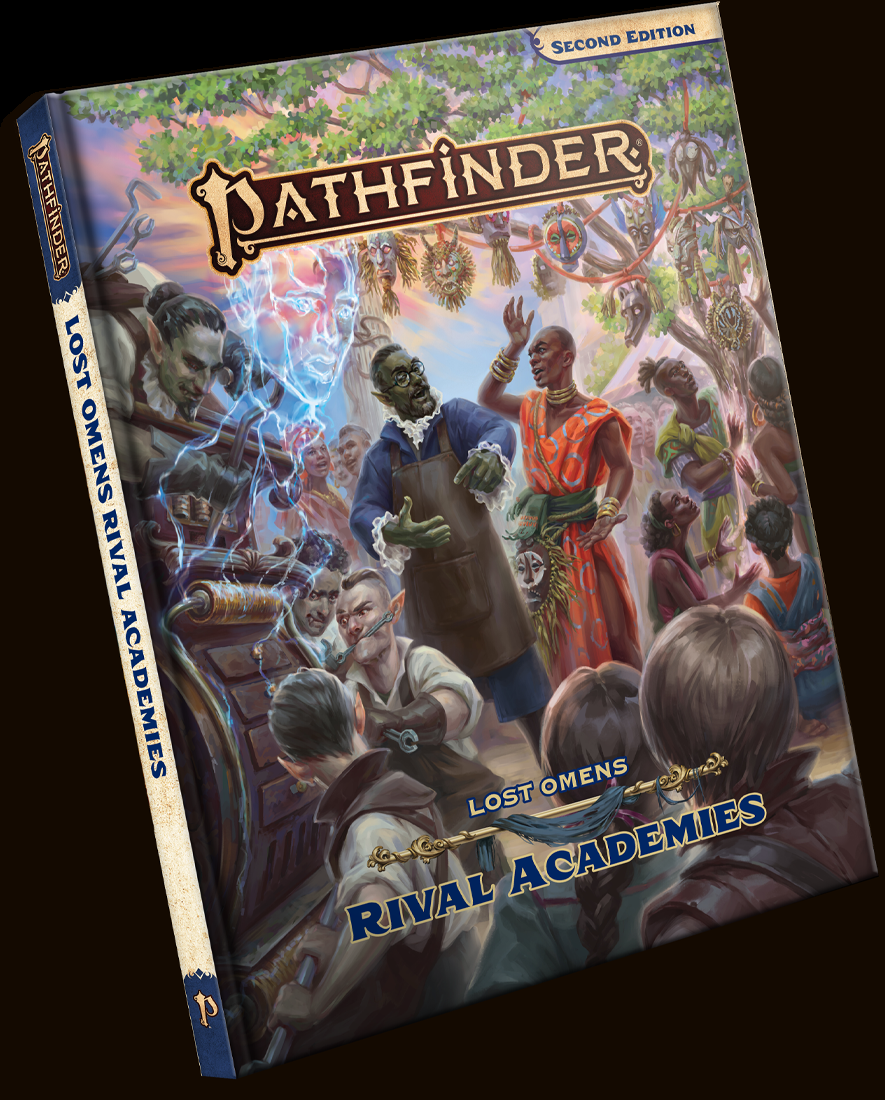 SECOND EDITION
PATHFINDER®
LOST OMENS
RIVAL ACADEMIES
PATHFINDER
LOST OMENS RIVAL ACADEMIES
P